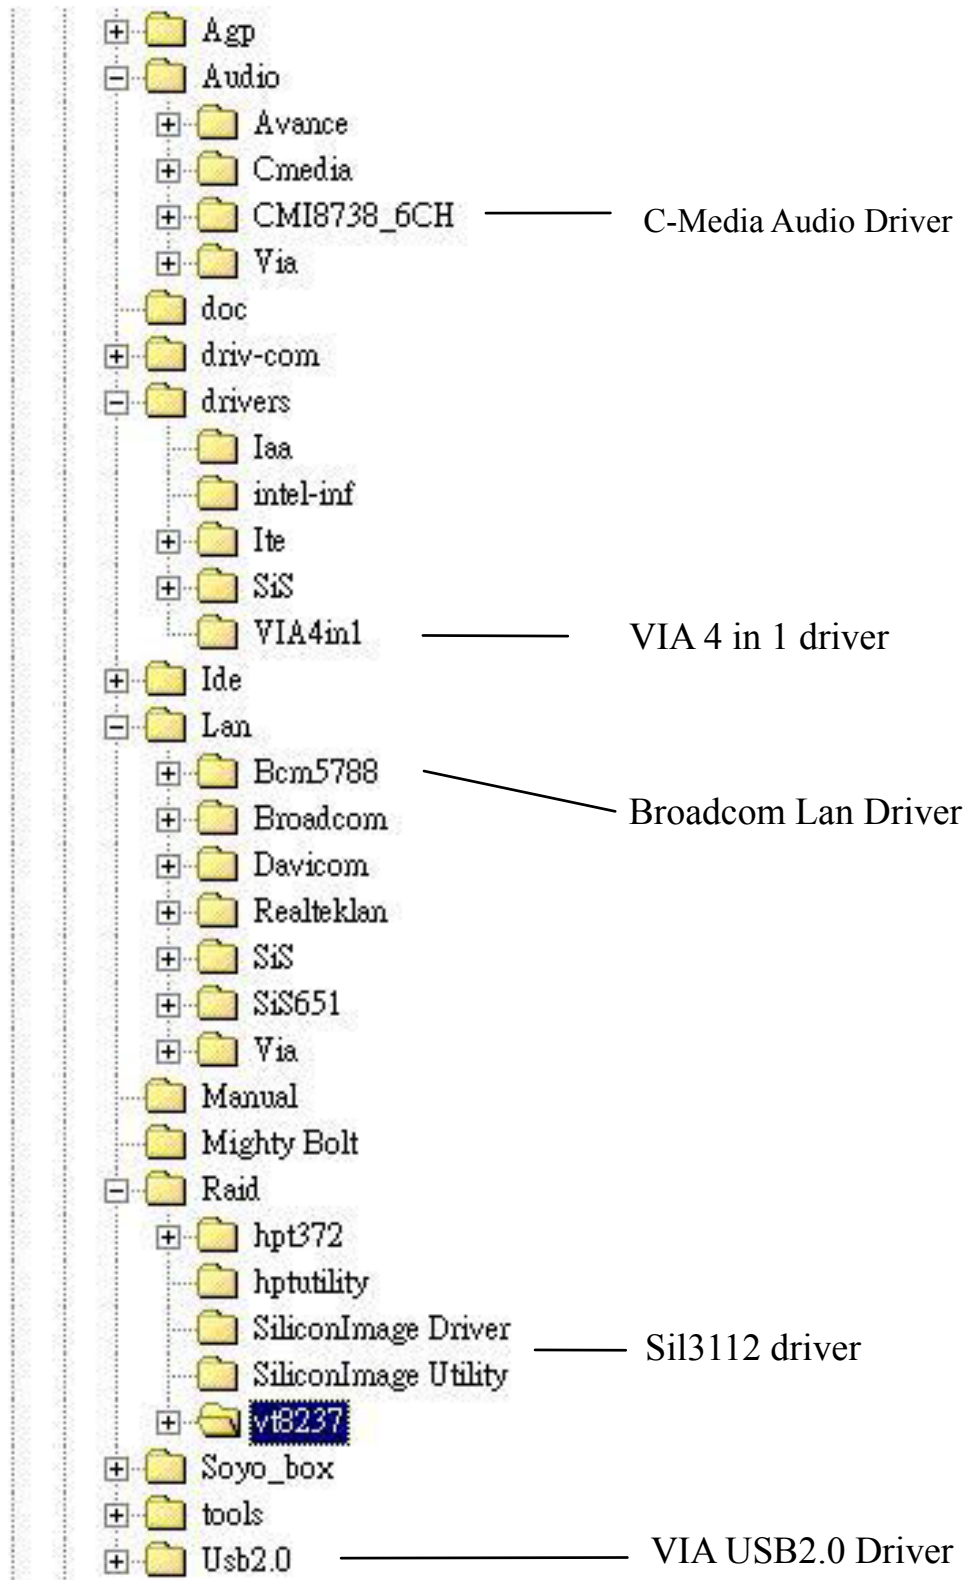 Agp
Audio
Avance
Cmedia
CMI8738_6CH C-Media Audio Driver
Via
doc
driv-com
drivers
Iaa
intel-inf
Ite
SiS
VIA4in1 VIA 4 in 1 driver
Ide
Lan
Bcm5788
Broadcom Lan Driver
Broadcom
Davicom
Realteklan
SiS
SiS651
Via
Manual
Mighty Bolt
Raid
hpt372
hptutility
SiliconImage Driver Sil3112 driver
SiliconImage Utility
vt8237
Soyo_box
tools
Usb2.0 VIA USB2.0 Driver